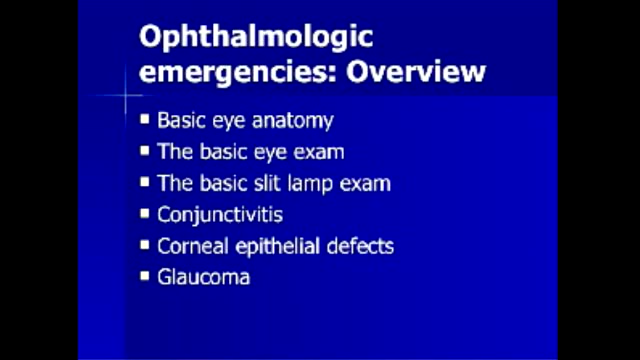 Ophthalmologic
emergencies: Overview
Basic eye anatomy
The basic eye exam
The basic slit lamp exam
Conjunctivitis
Corneal epithelial defects
Glaucoma